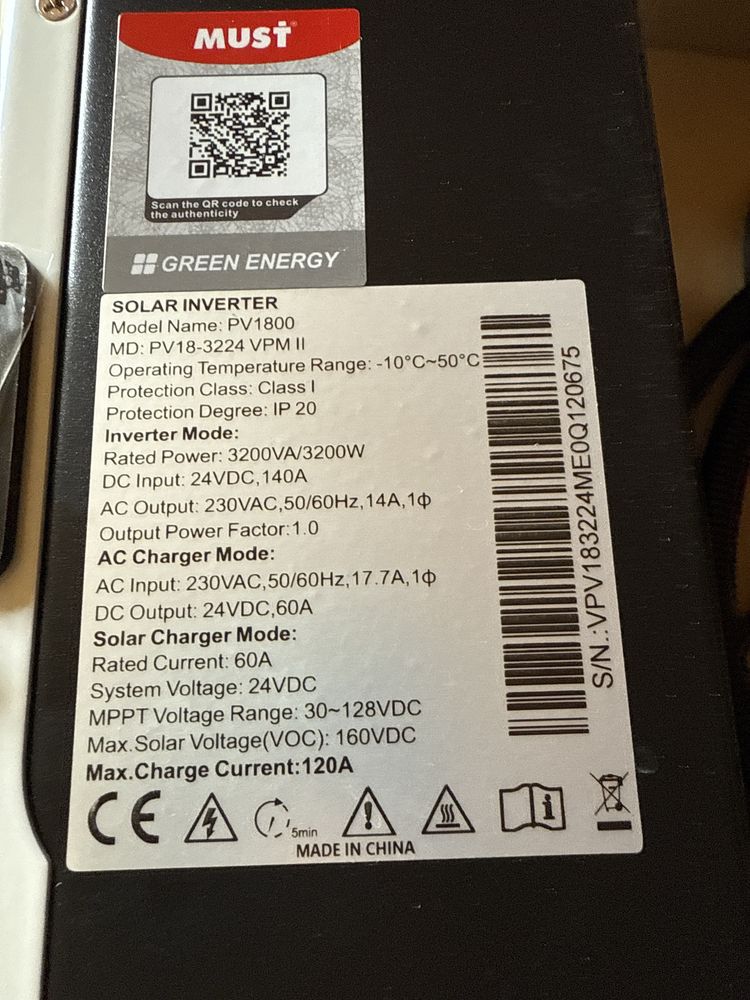 MUST
Scan the QR code to check
the authenticity
GREEN ENERGY
SOLAR INVERTER
Model Name: PV1800
MD: PV18-3224 VPM II
Operating Temperature Range: -10°C~50°C
Protection Class: Class I
Protection Degree: IP 20
Inverter Mode:
Rated Power: 3200VA/3200W
DC Input: 24VDC,140A
AC Output: 230VAC,50/60Hz,14A,1ф
Output Power Factor:1.0
AC Charger Mode:
AC Input: 230VAC,50/60Hz,17.7A,1ф
DC Output: 24VDC,60A
Solar Charger Mode:
Rated Current: 60A
System Voltage: 24VDC
MPPT Voltage Range: 30~128VDC
Max.Solar Voltage(VOC): 160VDC
Max.Charge Current:120A
CE
5min
MADE IN CHINA
S/N.:VPV183224ME0Q120675